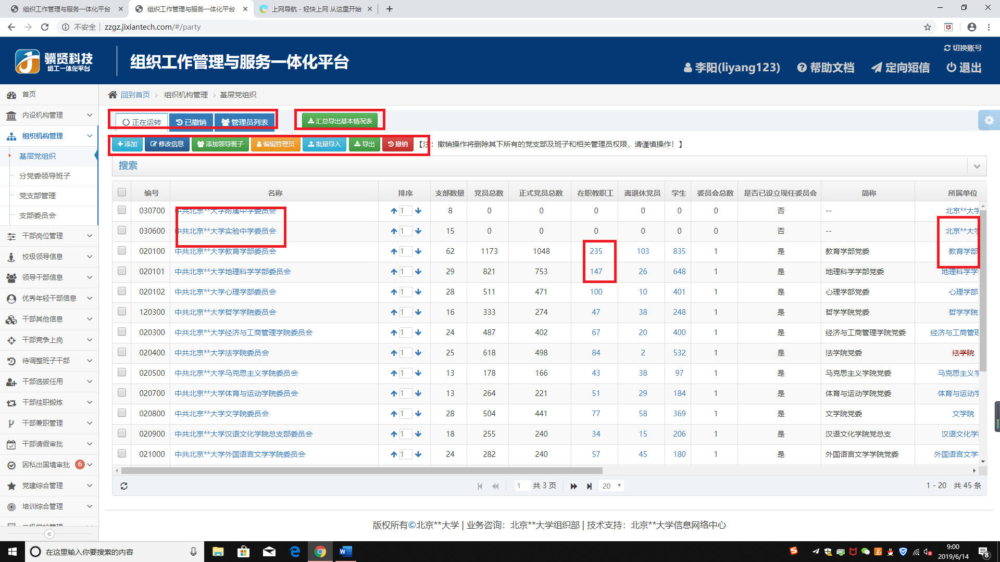 组织工作管理与服务一体化平台
组织工作管理与服务一体化平台
上网导航 - 轻快上网 从这里开始
不安全 zzgz.jixiantech.com/#/party
骥贤科技
组工一体化平台
组织工作管理与服务一体化平台
切换账号
李阳(liyang123) 帮助文档 定向短信 退出
首页
内设机构管理
组织机构管理
基层党组织
分党委领导班子
党支部管理
支部委员会
干部岗位管理
校级领导信息
领导干部信息
优秀年轻干部信息
干部其他信息
干部竞争上岗
待调整班子干部
干部选拔任用
干部挂职锻炼
干部兼职管理
干部请假审批
因私出国境审批 6
党建综合管理
培训综合管理
回到首页 组织机构管理 基层党组织
正在运转 已撤销 管理员列表 汇总导出基本情况表
添加 修改信息 添加领导班子 编辑管理员 批量导入 导出 撤销 【注：撤销操作将删除其下所有的党支部及班子和相关管理员权限，请谨慎操作！】
搜索
编号 名称 排序 支部数量 党员总数 正式党员总数 在职教职工 离退休党员 学生 委员会总数 是否已设立现任委员会 简称 所属单位
030700 中共北京**大学附属中学委员会 1 8 0 0 0 0 0 0 否 -- 北京**大学
030600 中共北京**大学实验中学委员会 1 15 0 0 0 0 0 0 否 -- 北京**大学
020100 中共北京**大学教育学部委员会 1 62 1173 1048 235 103 835 1 是 教育学部党委 教育学部
020101 中共北京**大学地理科学学部委员会 1 29 821 753 147 26 648 1 是 地理科学学部党委 地理科学学
020102 中共北京**大学心理学部委员会 1 28 511 471 100 10 401 1 是 心理学部党委 心理学部
120300 中共北京**大学哲学学院委员会 1 16 333 274 47 38 248 1 是 哲学学院党委 哲学学院
020300 中共北京**大学经济与工商管理学院委员会 1 24 487 402 67 20 400 1 是 经济与工商管理学院党委 经济与工商管理
020400 中共北京**大学法学院委员会 1 25 618 498 84 2 532 1 是 法学院党委 法学院
020500 中共北京**大学马克思主义学院委员会 1 13 178 166 43 38 97 1 是 马克思主义学院党委 马克思主义学
020700 中共北京**大学体育与运动学院委员会 1 13 264 221 51 29 184 1 是 体育与运动学院党委 体育与运动学
020800 中共北京**大学文学院委员会 1 28 504 441 77 58 369 1 是 文学院党委 文学院
020900 中共北京**大学汉语文化学院总支部委员会 1 18 255 240 34 15 206 1 是 汉语文化学院党总支 汉语文化学
021000 中共北京**大学外国语言文学学院委员会 1 24 282 240 57 45 180 1 是 外国语言文学学院党委 外国语言文学
1 共 3 页 20 1 - 20 共 45 条
版权所有©北京**大学 | 业务咨询：北京**大学组织部 | 技术支持：北京**大学信息网络中心
在这里输入你要搜索的内容
9:00
2019/6/14
8